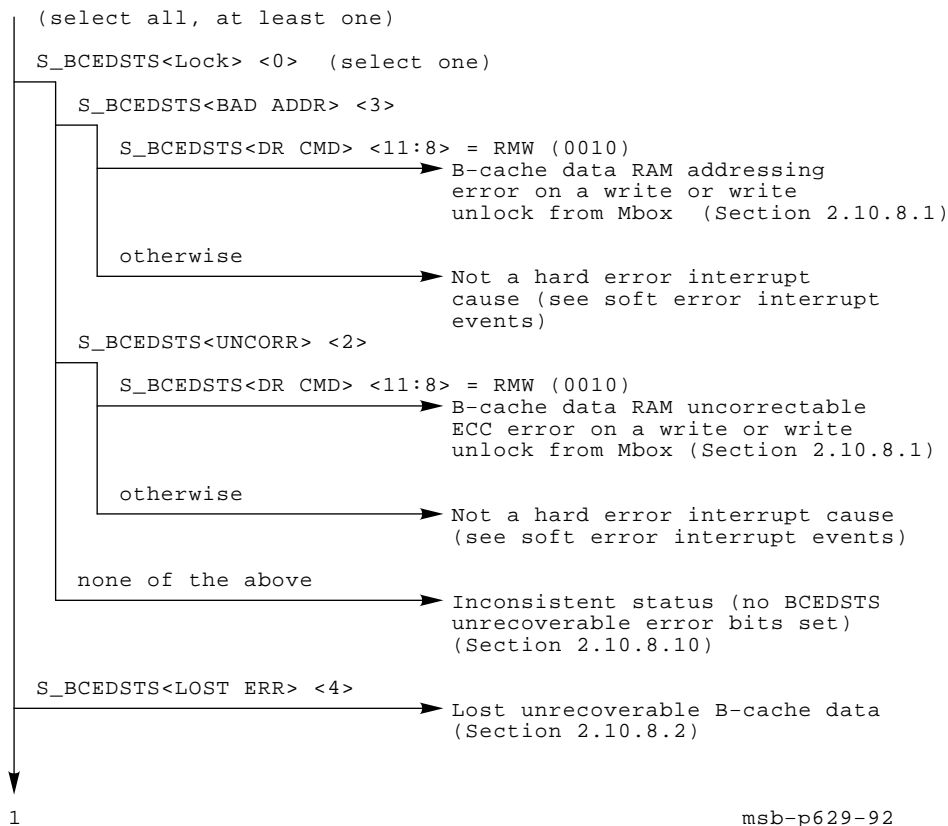 (select all, at least one)
S_BCEDSTS<Lock> <0> (select one)
S_BCEDSTS<BAD ADDR> <3>
S_BCEDSTS<DR CMD> <11:8> = RMW (0010)
B-cache data RAM addressing
error on a write or write
unlock from Mbox (Section 2.10.8.1)
otherwise
Not a hard error interrupt
cause (see soft error interrupt
events)
S_BCEDSTS<UNCORR> <2>
S_BCEDSTS<DR CMD> <11:8> = RMW (0010)
B-cache data RAM uncorrectable
ECC error on a write or write
unlock from Mbox (Section 2.10.8.1)
otherwise
Not a hard error interrupt cause
(see soft error interrupt events)
none of the above
Inconsistent status (no BCEDSTS
unrecoverable error bits set)
(Section 2.10.8.10)
S_BCEDSTS<LOST ERR> <4>
Lost unrecoverable B-cache data
(Section 2.10.8.2)
1
msb-p629-92